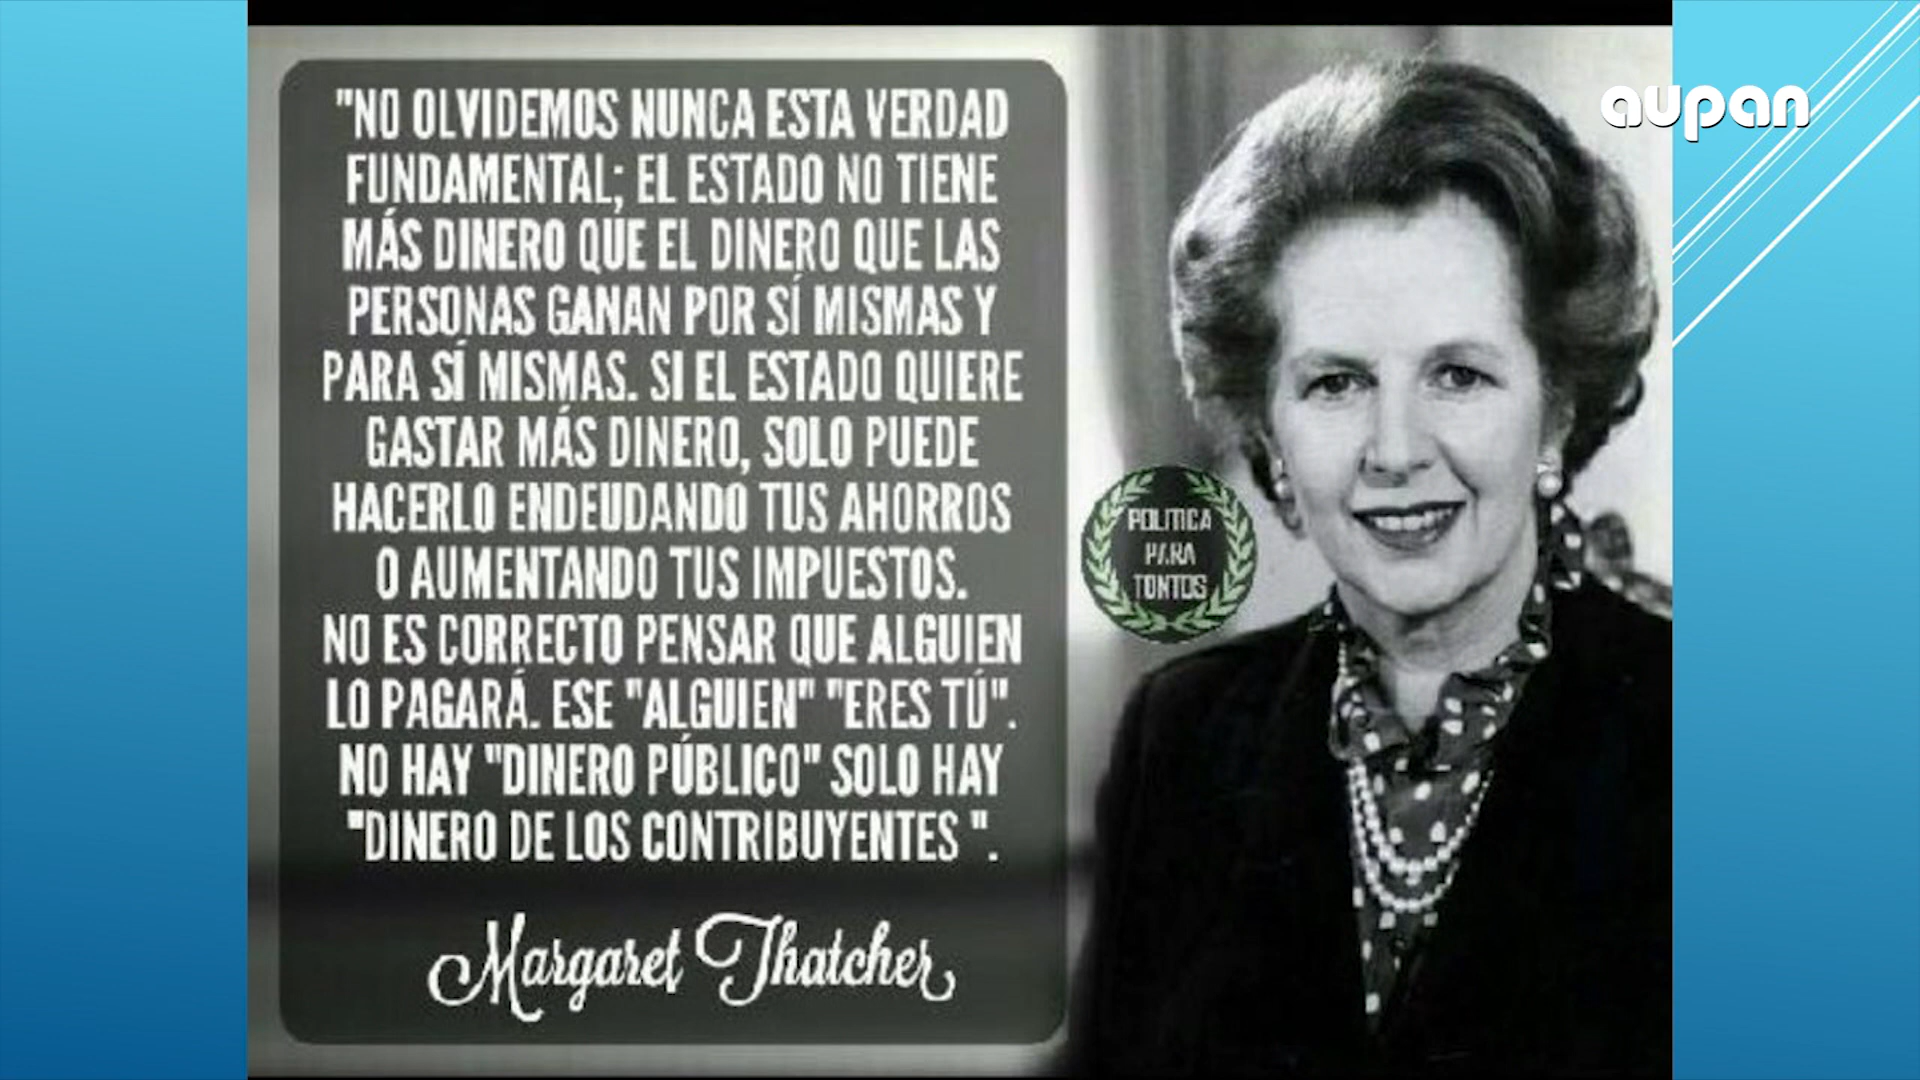 "NO OLVIDEMOS NUNCA ESTA VERDAD
FUNDAMENTAL; EL ESTADO NO TIENE
MÁS DINERO QUE EL DINERO QUE LAS
PERSONAS GANAN POR SÍ MISMAS Y
PARA SÍ MISMAS. SI EL ESTADO QUIERE
GASTAR MÁS DINERO, SOLO PUEDE
HACERLO ENDEUDANDO TUS AHORROS
O AUMENTANDO TUS IMPUESTOS.
NO ES CORRECTO PENSAR QUE ALGUIEN
LO PAGARÁ. ESE "ALGUIEN" "ERES TÚ".
NO HAY "DINERO PÚBLICO" SOLO HAY
"DINERO DE LOS CONTRIBUYENTES ".
Margaret Thatcher
POLITICA
PARA
TONTOS
aupan